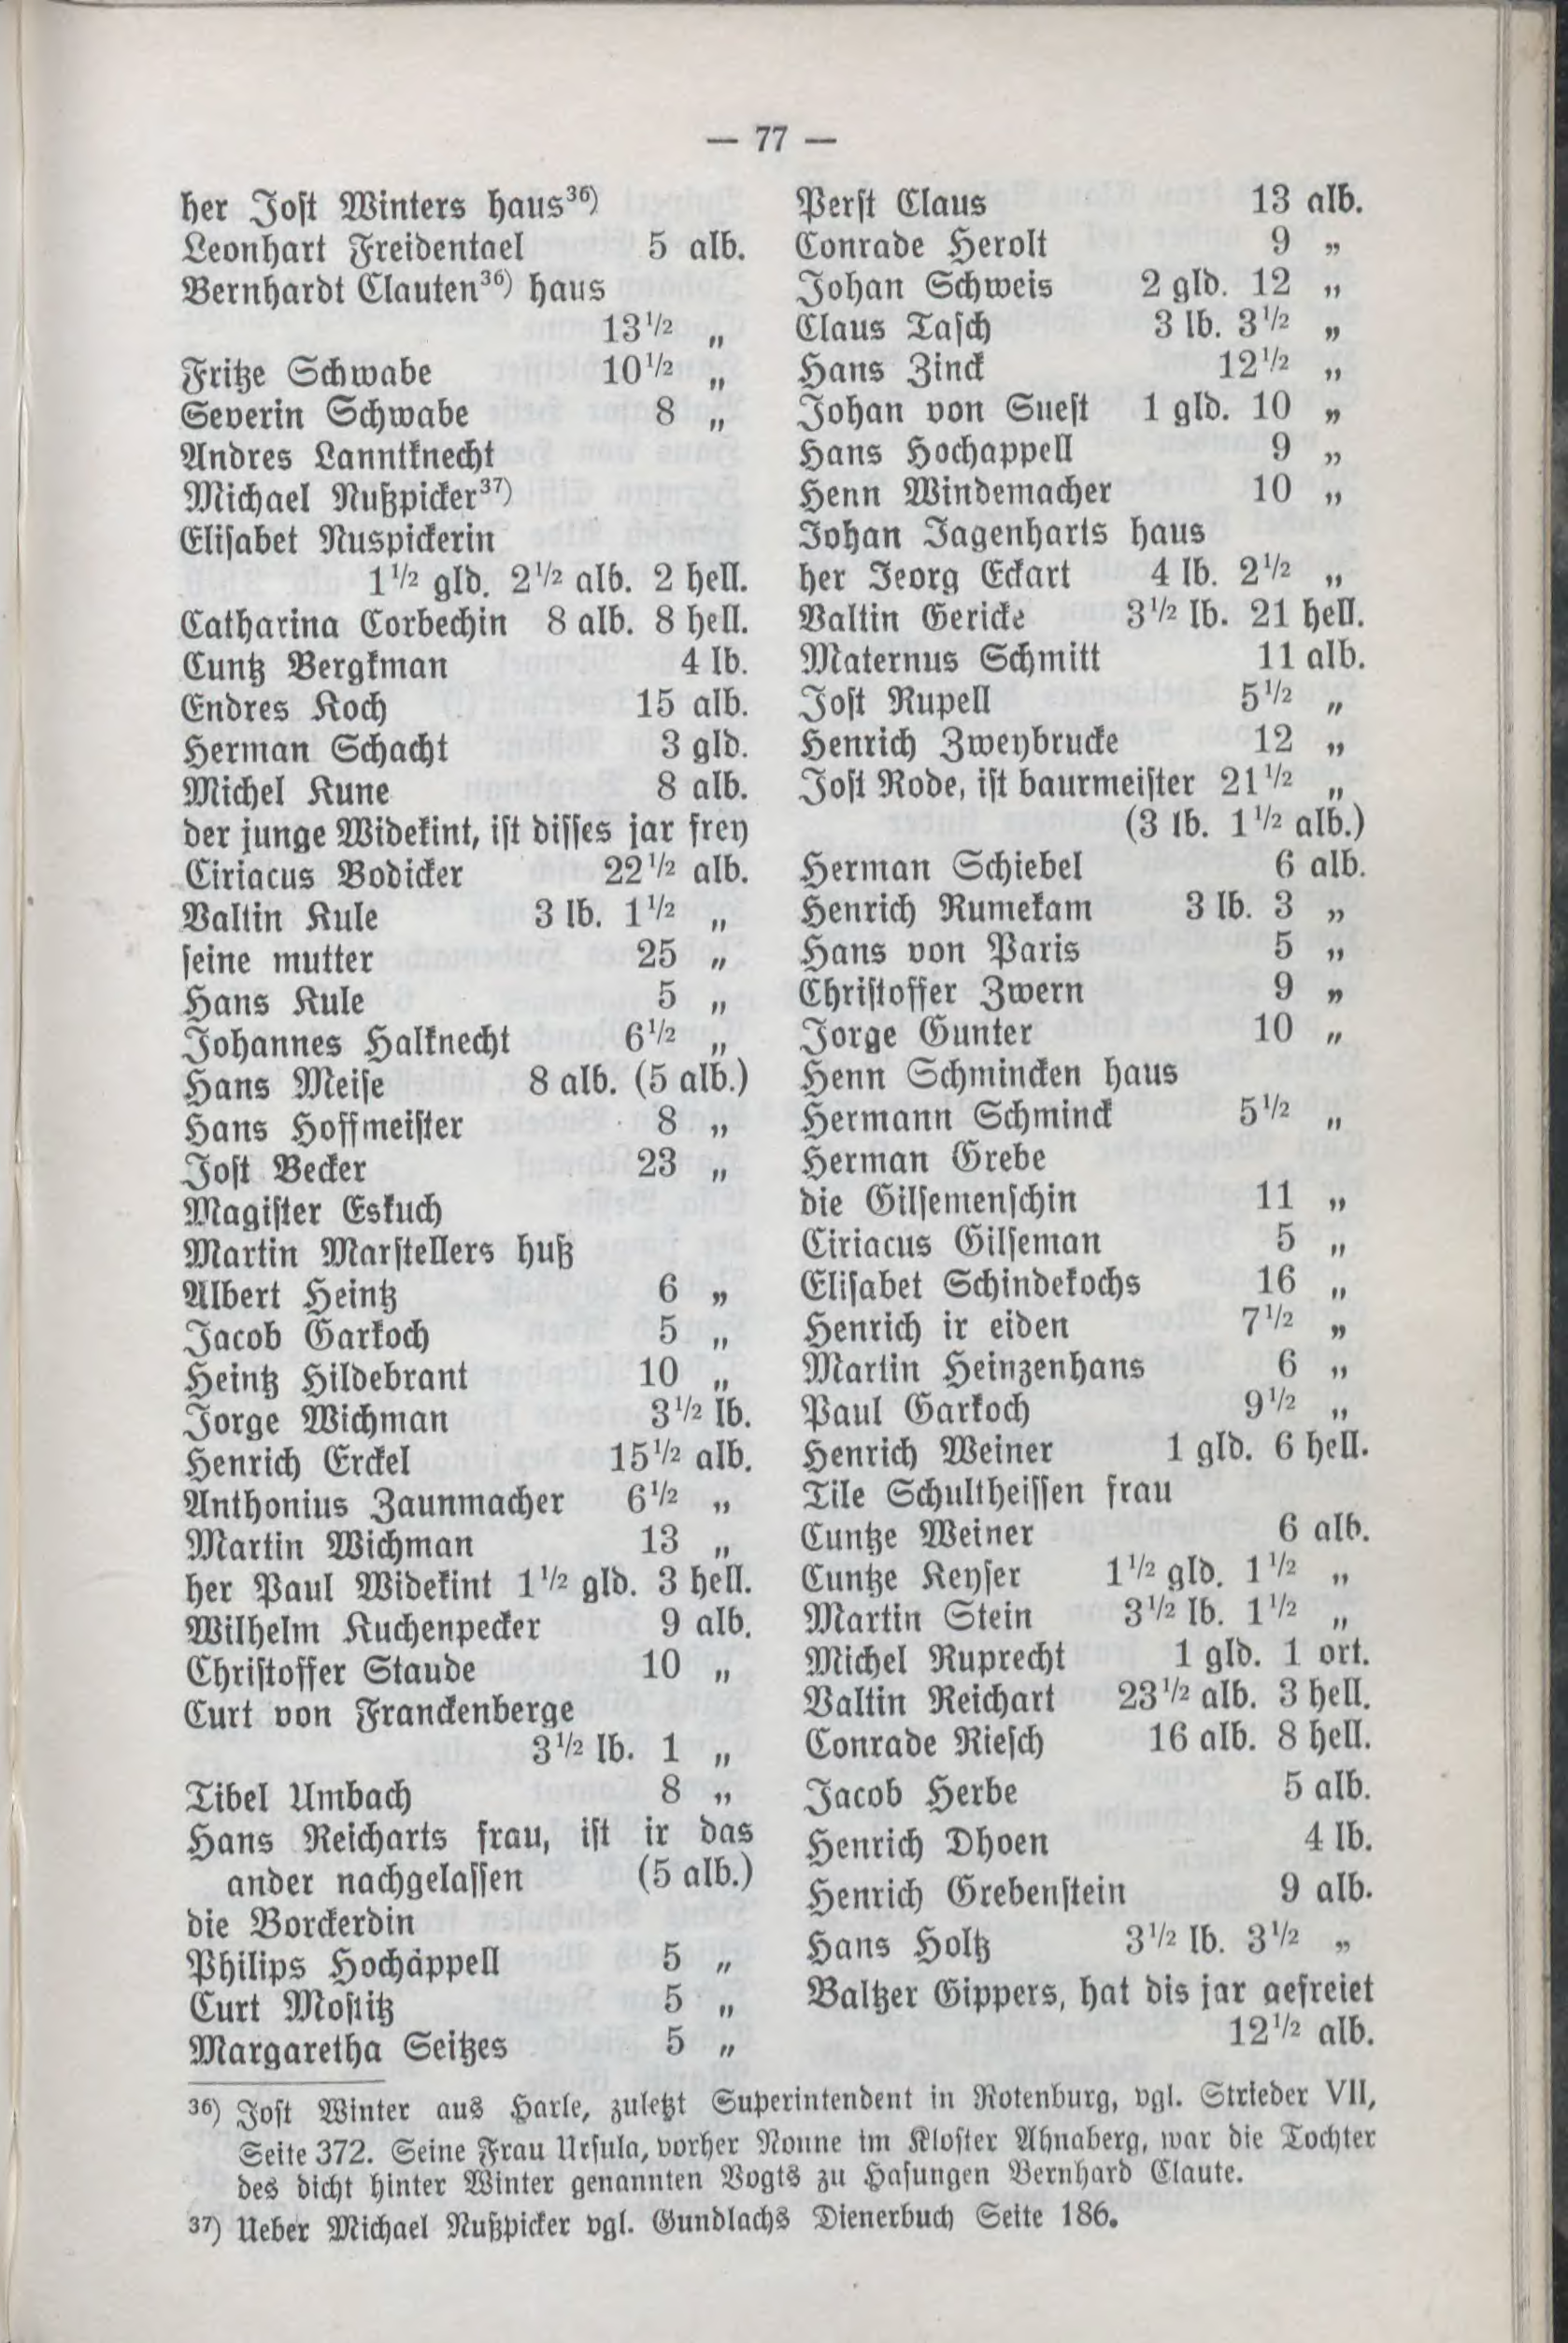 — 77 —
her Jost Winters haus³⁶)
Leonhart Freidentael 5 alb.
Bernhardt Clauten³⁶) haus
13½ „
Fritze Schwabe 10½ „
Severin Schwabe 8 „
Andres Lanntknecht
Michael Nußpicker³⁷)
Elisabet Nuspickerin
1½ gld. 2½ alb. 2 hell.
Catharina Corbechin 8 alb. 8 hell.
Cuntz Bergkman 4 lb.
Endres Koch 15 alb.
Herman Schacht 3 gld.
Michel Kune 8 alb.
der junge Widekint, ist disses jar frey
Ciriacus Bodicker 22½ alb.
Valtin Kule 3 lb. 1½ „
seine mutter 25 „
Hans Kule 5 „
Johannes Halknecht 6½ „
Hans Meise 8 alb. (5 alb.)
Hans Hoffmeister 8 „
Jost Becker 23 „
Magister Eskuch
Martin Marstellers huß
Albert Heintz 6 „
Jacob Garkoch 5 „
Heintz Hildebrant 10 „
Jorge Wichman 3½ lb.
Henrich Erckel 15½ alb.
Anthonius Zaunmacher 6½ „
Martin Wichman 13 „
her Paul Widekint 1½ gld. 3 hell.
Wilhelm Kuchenpecker 9 alb.
Christoffer Staude 10 „
Curt von Franckenberge
3½ lb. 1 „
Tibel Umbach 8 „
Hans Reicharts frau, ist ir das
ander nachgelassen (5 alb.)
die Borckerdin
Philips Hochappell 5 „
Curt Mostitz 5 „
Margaretha Seitzes 5 „
Perst Claus 13 alb.
Conrade Herolt 9 „
Johan Schweis 2 gld. 12 „
Claus Tasch 3 lb. 3½ „
Hans Zinck 12½ „
Johan von Suest 1 gld. 10 „
Hans Hochappell 9 „
Henn Windemacher 10 „
Johan Jagenharts haus
her Jeorg Eckart 4 lb. 2½ „
Valtin Gericke 3½ lb. 21 hell.
Maternus Schmitt 11 alb.
Jost Rupell 5½ „
Henrich Zweybrucke 12 „
Jost Rode, ist baurmeister 21½ „
(3 lb. 1½ alb.)
Herman Schiebel 6 alb.
Henrich Rumekam 3 lb. 3 „
Hans von Paris 5 „
Christoffer Zwern 9 „
Jorge Gunter 10 „
Henn Schmincken haus
Hermann Schminck 5½ „
Herman Grebe
die Gilsemenschin 11 „
Ciriacus Gilseman 5 „
Elisabet Schindekochs 16 „
Henrich ir eiden 7½ „
Martin Heinzenhans 6 „
Paul Garkoch 9½ „
Henrich Weiner 1 gld. 6 hell.
Tile Schultheissen frau
Cuntze Weiner 6 alb.
Cuntze Keyser 1½ gld. 1½ „
Martin Stein 3½ lb. 1½ „
Michel Ruprecht 1 gld. 1 ort.
Valtin Reichart 23½ alb. 3 hell.
Conrade Riesch 16 alb. 8 hell.
Jacob Herbe 5 alb.
Henrich Dhoen 4 lb.
Henrich Grebenstein 9 alb.
Hans Holtz 3½ lb. 3½ „
Baltzer Gippers, hat dis jar gefreiet
12½ alb.
³⁶) Jost Winter aus Harle, zuletzt Superintendent in Rotenburg, vgl. Strieder VII,
Seite 372. Seine Frau Ursula, vorher Nonne im Kloster Ahnaberg, war die Tochter
des dicht hinter Winter genannten Vogts zu Hasungen Bernhard Claute.
³⁷) Ueber Michael Nußpicker vgl. Gundlachs Dienerbuch Seite 186.